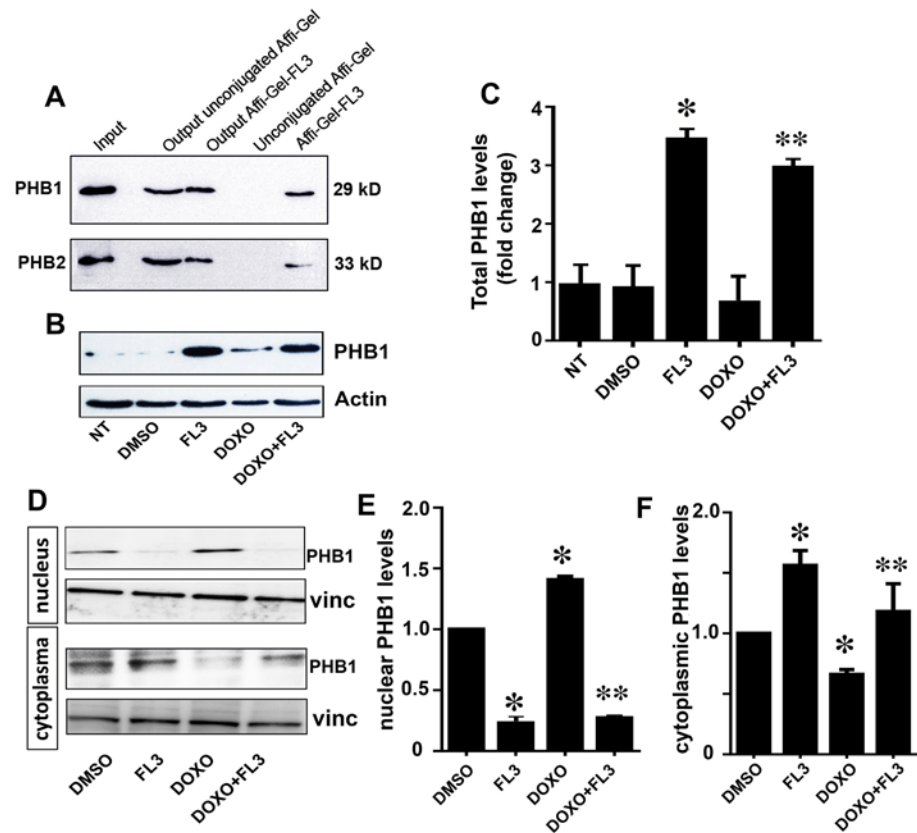 A
Input
Output unconjugated Affi-Gel
Output Affi-Gel-FL3
Unconjugated Affi-Gel
Affi-Gel-FL3
PHB1
29 kD
PHB2
33 kD
B
PHB1
Actin
NT
DMSO
FL3
DOXO
DOXO+FL3
C
Total PHB1 levels
(fold change)
4
3
2
1
0
*
**
NT
DMSO
FL3
DOXO
DOXO+FL3
D
nucleus
PHB1
vinc
cytoplasma
PHB1
vinc
DMSO
FL3
DOXO
DOXO+FL3
E
nuclear PHB1 levels
2.0
1.5
1.0
0.5
0
*
*
**
DMSO
FL3
DOXO
DOXO+FL3
F
cytoplasmic PHB1 levels
2.0
1.0
0
*
*
**
DMSO
FL3
DOXO
DOXO+FL3